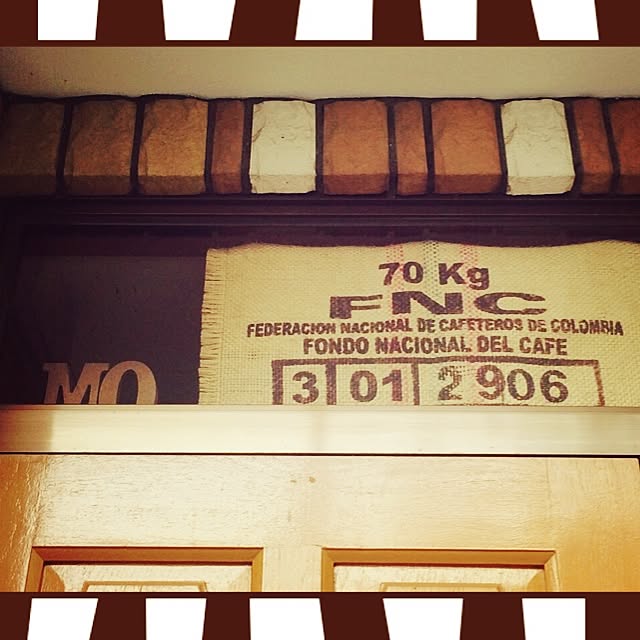 MO
70 Kg
FNC
FEDERACION NACIONAL DE CAFETEROS DE COLOMBIA
FONDO NACIONAL DEL CAFE
3 01 2906